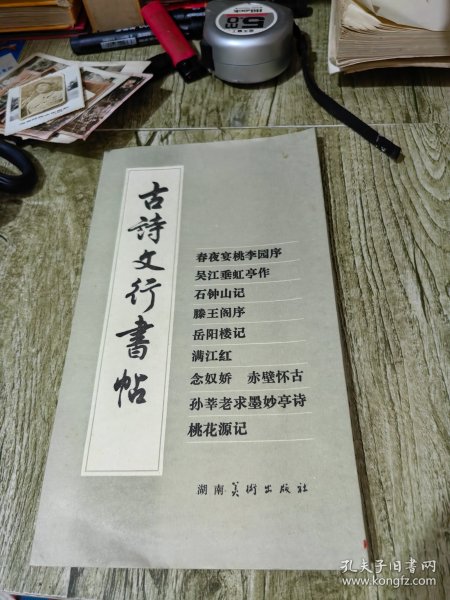 古詩文行書帖
春夜宴桃李园序
吴江垂虹亭作
石钟山记
滕王阁序
岳阳楼记
满江红
念奴娇 赤壁怀古
孙莘老求墨妙亭诗
桃花源记
湖南美術出版社
孔夫子旧书网
www.kongfz.com